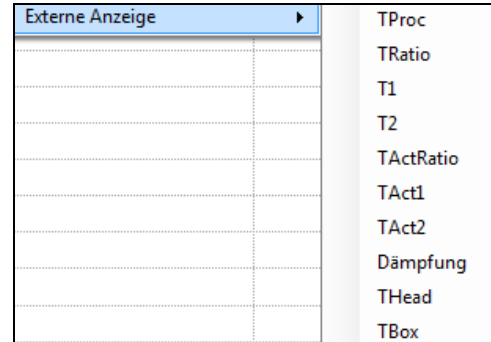 Externe Anzeige
TProc
TRatio
T1
T2
TActRatio
TAct1
TAct2
Dämpfung
THead
TBox